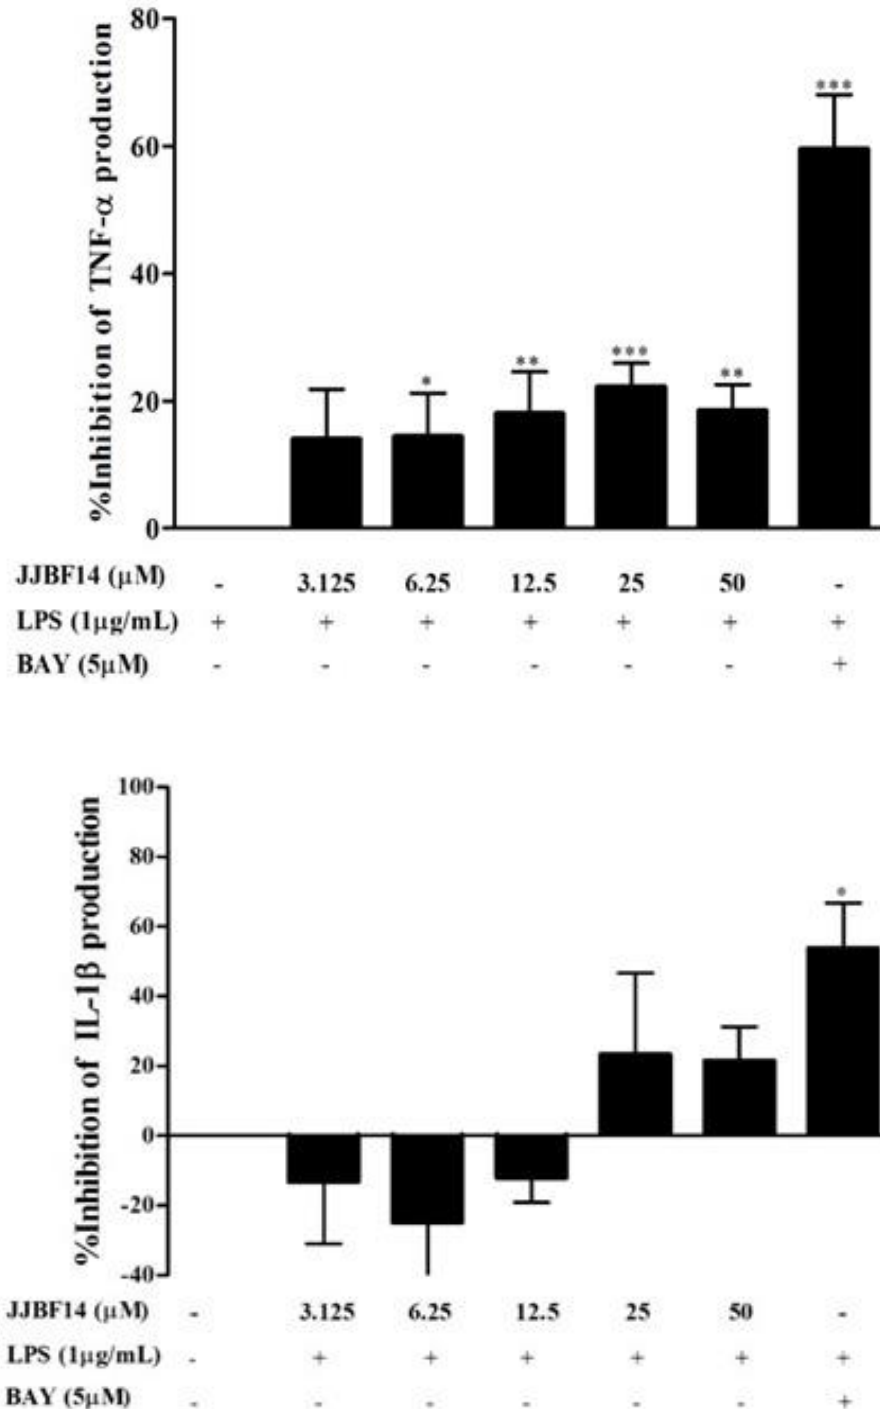 80
%Inhibition of TNF-α production
60
40
20
0
***
*
**
***
**
JJBF14 (µM) - 3.125 6.25 12.5 25 50 -
LPS (1µg/mL) + + + + + + +
BAY (5µM) - - - - - - +
100
%Inhibition of IL-1β production
80
60
40
20
0
-20
-40
*
JJBF14 (µM) - 3.125 6.25 12.5 25 50 -
LPS (1µg/mL) - + + + + + +
BAY (5µM) - - - - - - +